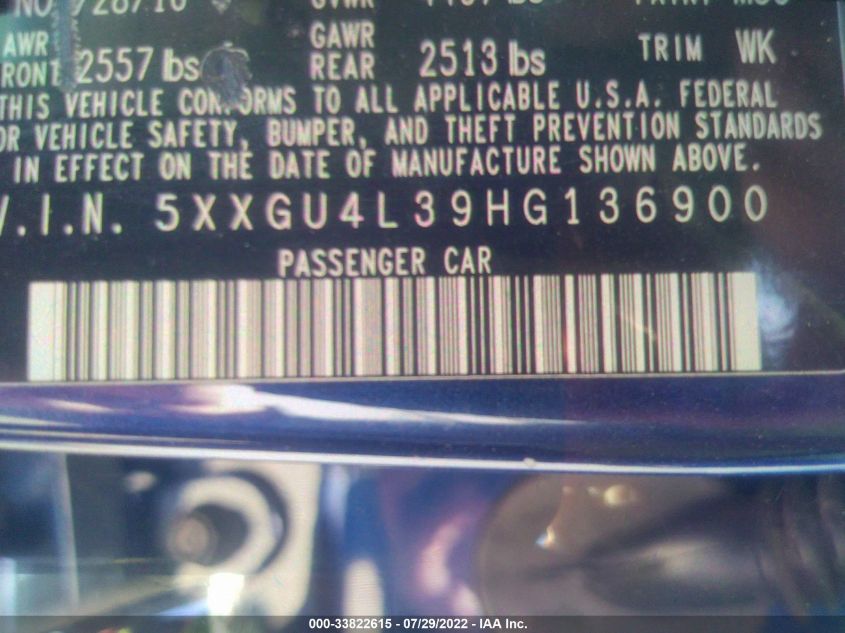 NO
AWR FRONT 2557 lbs GAWR REAR 2513 lbs TRIM WK
THIS VEHICLE CONFORMS TO ALL APPLICABLE U.S.A. FEDERAL
OR VEHICLE SAFETY, BUMPER, AND THEFT PREVENTION STANDARDS
IN EFFECT ON THE DATE OF MANUFACTURE SHOWN ABOVE.
V.I.N. 5XXGU4L39HG136900
PASSENGER CAR
000-33822615 - 07/29/2022 - IAA Inc.